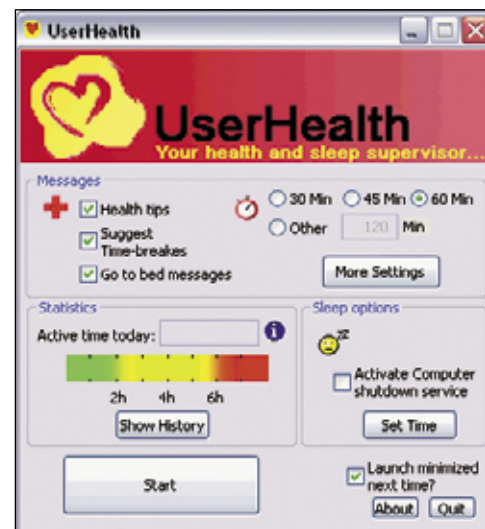 UserHealth
UserHealth
Your health and sleep supervisor...
Messages
Health tips
30 Min 45 Min 60 Min
Suggest
Time-breakes
Other 120 Min
Go to bed messages
More Settings
Statistics
Active time today:
2h 4h 6h
Show History
Sleep options
Activate Computer
shutdown service
Set Time
Start
Launch minimized
next time?
About Quit